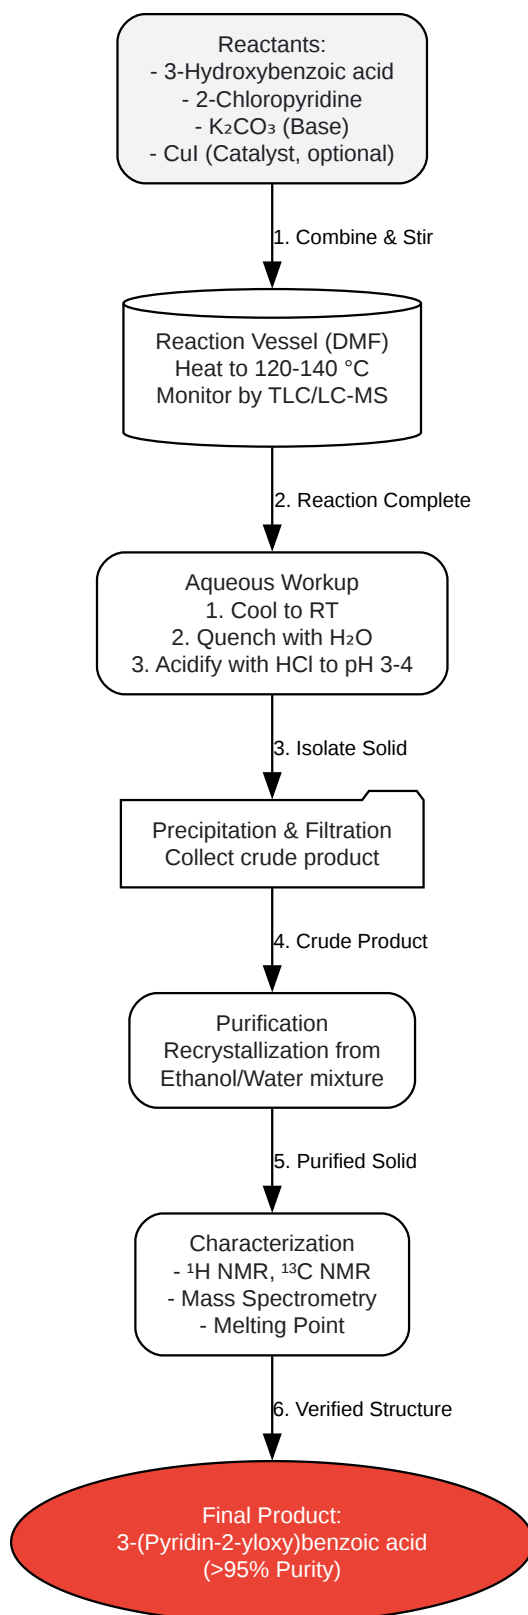 Reactants:
- 3-Hydroxybenzoic acid
- 2-Chloropyridine
- K₂CO₃ (Base)
- CuI (Catalyst, optional)
1. Combine & Stir
Reaction Vessel (DMF)
Heat to 120-140 °C
Monitor by TLC/LC-MS
2. Reaction Complete
Aqueous Workup
1. Cool to RT
2. Quench with H₂O
3. Acidify with HCl to pH 3-4
3. Isolate Solid
Precipitation & Filtration
Collect crude product
4. Crude Product
Purification
Recrystallization from
Ethanol/Water mixture
5. Purified Solid
Characterization
- ¹H NMR, ¹³C NMR
- Mass Spectrometry
- Melting Point
6. Verified Structure
Final Product:
3-(Pyridin-2-yloxy)benzoic acid
(>95% Purity)